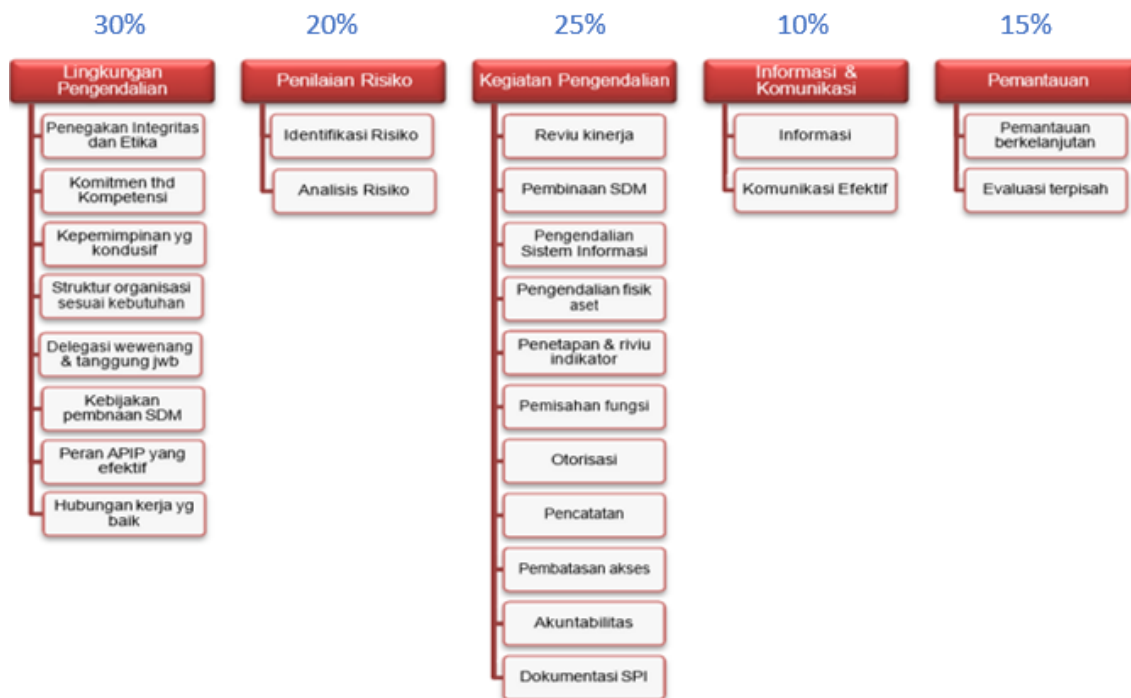 30%
20%
25%
10%
15%
Lingkungan
Pengendalian
Penegakan Integritas
dan Etika
Komitmen thd
Kompetensi
Kepemimpinan yg
kondusif
Struktur organisasi
sesuai kebutuhan
Delegasi wewenang
& tanggung jwb
Kebijakan
pembnaan SDM
Peran APIP yang
efektif
Hubungan kerja yg
baik
Penilaian Risiko
Identifikasi Risiko
Analisis Risiko
Kegiatan Pengendalian
Reviu kinerja
Pembinaan SDM
Pengendalian
Sistem Informasi
Pengendalian fisik
aset
Penetapan & riviu
indikator
Pemisahan fungsi
Otorisasi
Pencatatan
Pembatasan akses
Akuntabilitas
Dokumentasi SPI
Informasi &
Komunikasi
Informasi
Komunikasi Efektif
Pemantauan
Pemantauan
berkelanjutan
Evaluasi terpisah